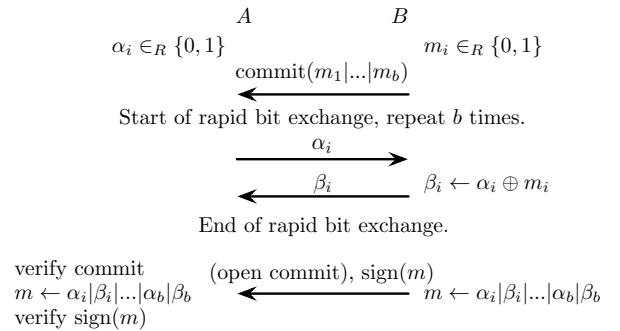 A B
αᵢ ∈R {0,1} mᵢ ∈R {0,1}
commit(m₁|...|m_b)
Start of rapid bit exchange, repeat b times.
αᵢ
βᵢ βᵢ ← αᵢ ⊕ mᵢ
End of rapid bit exchange.
verify commit (open commit), sign(m)
m ← αᵢ|βᵢ|...|α_b|β_b m ← αᵢ|βᵢ|...|α_b|β_b
verify sign(m)